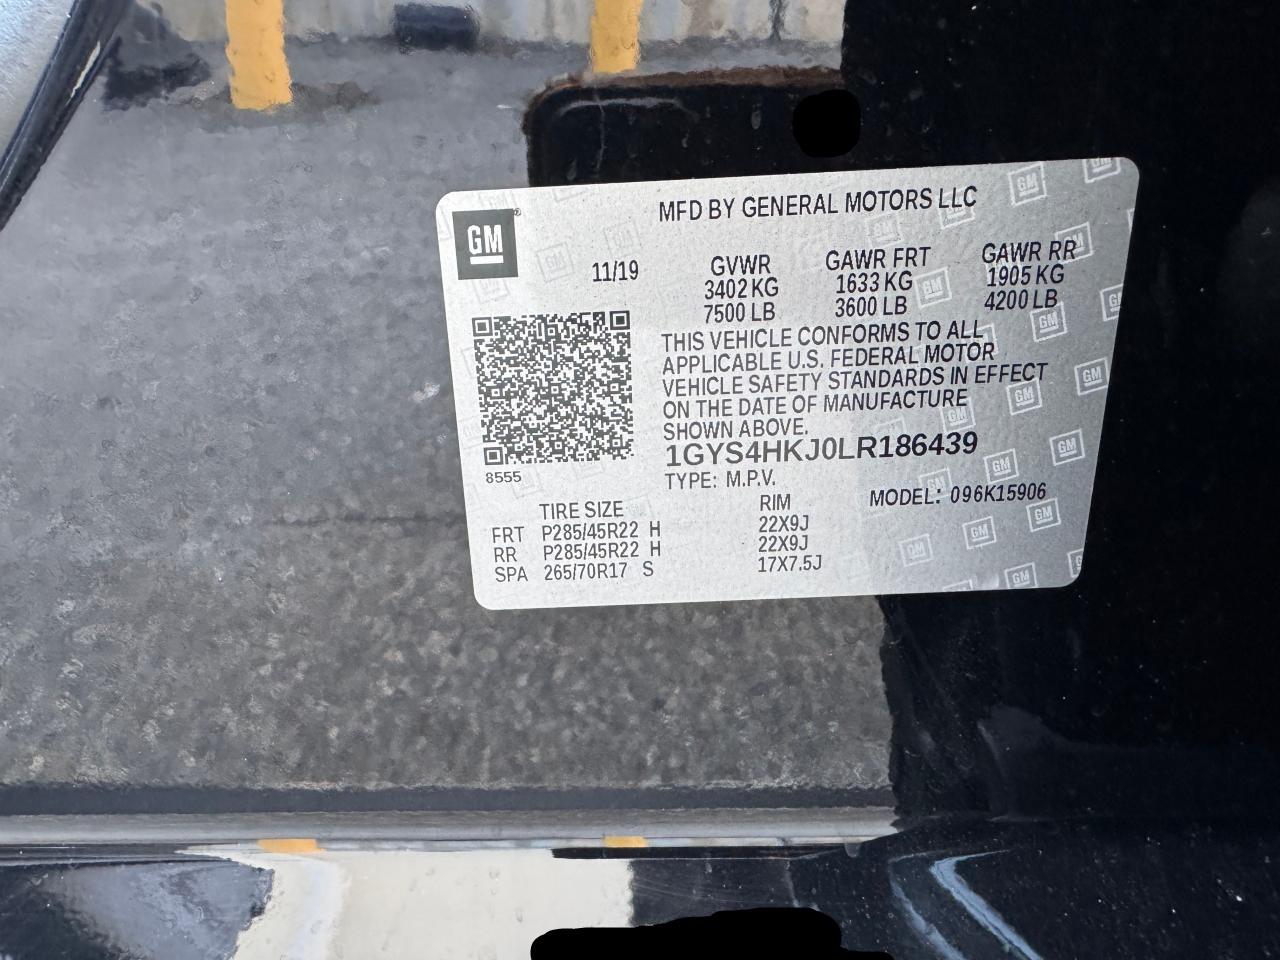 MFD BY GENERAL MOTORS LLC
GM ®
11/19
GVWR GAWR FRT GAWR RR
3402 KG 1633 KG 1905 KG
7500 LB 3600 LB 4200 LB
THIS VEHICLE CONFORMS TO ALL
APPLICABLE U.S. FEDERAL MOTOR
VEHICLE SAFETY STANDARDS IN EFFECT
ON THE DATE OF MANUFACTURE
SHOWN ABOVE.
1GYS4HKJ0LR186439
8555
TYPE: M.P.V.
MODEL: 096K15906
TIRE SIZE RIM
FRT P285/45R22 H 22X9J
RR P285/45R22 H 22X9J
SPA 265/70R17 S 17X7.5J